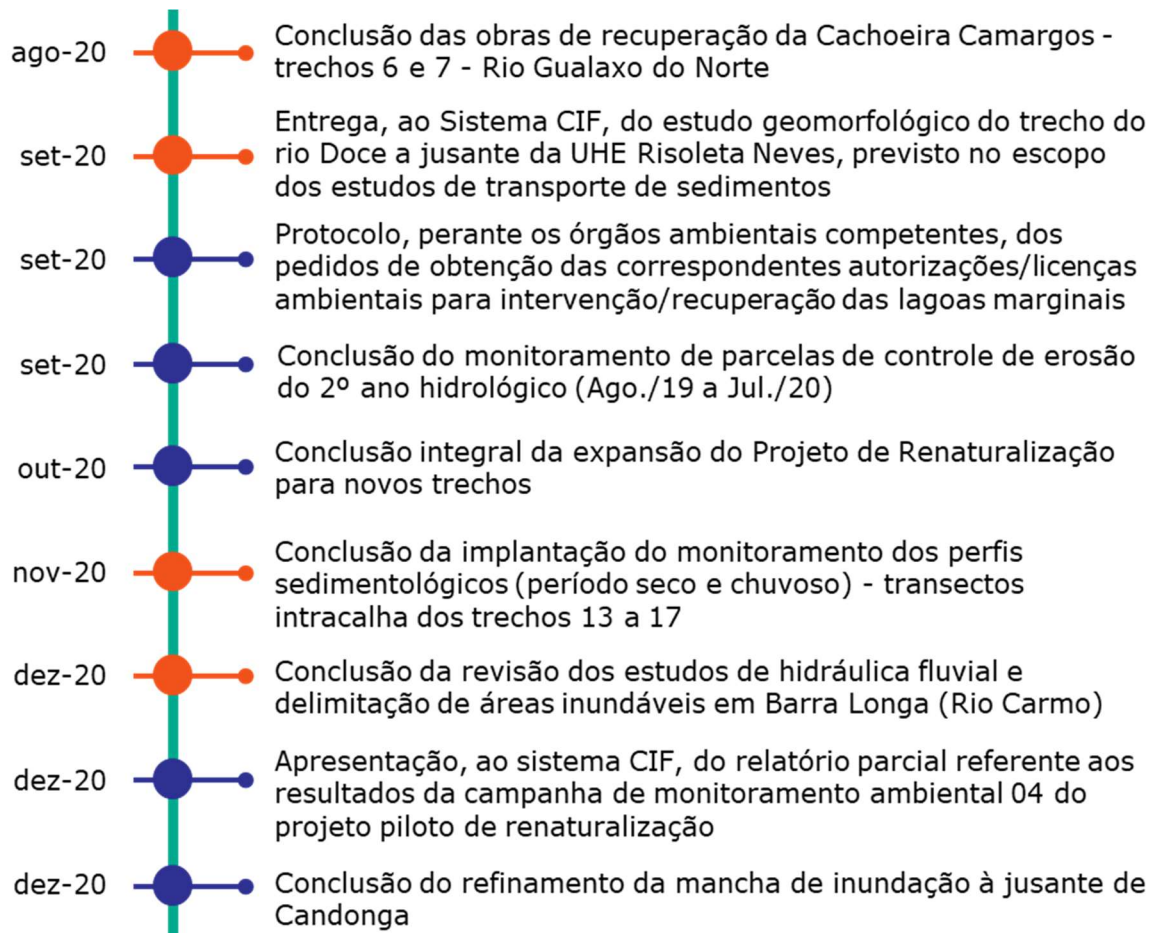 ago-20
Conclusão das obras de recuperação da Cachoeira Camargos -
trechos 6 e 7 - Rio Gualaxo do Norte
set-20
Entrega, ao Sistema CIF, do estudo geomorfológico do trecho do
rio Doce a jusante da UHE Risoleta Neves, previsto no escopo
dos estudos de transporte de sedimentos
set-20
Protocolo, perante os órgãos ambientais competentes, dos
pedidos de obtenção das correspondentes autorizações/licenças
ambientais para intervenção/recuperação das lagoas marginais
set-20
Conclusão do monitoramento de parcelas de controle de erosão
do 2º ano hidrológico (Ago./19 a Jul./20)
out-20
Conclusão integral da expansão do Projeto de Renaturalização
para novos trechos
nov-20
Conclusão da implantação do monitoramento dos perfis
sedimentológicos (período seco e chuvoso) - transectos
intracalha dos trechos 13 a 17
dez-20
Conclusão da revisão dos estudos de hidráulica fluvial e
delimitação de áreas inundáveis em Barra Longa (Rio Carmo)
dez-20
Apresentação, ao sistema CIF, do relatório parcial referente aos
resultados da campanha de monitoramento ambiental 04 do
projeto piloto de renaturalização
dez-20
Conclusão do refinamento da mancha de inundação à jusante de
Candonga